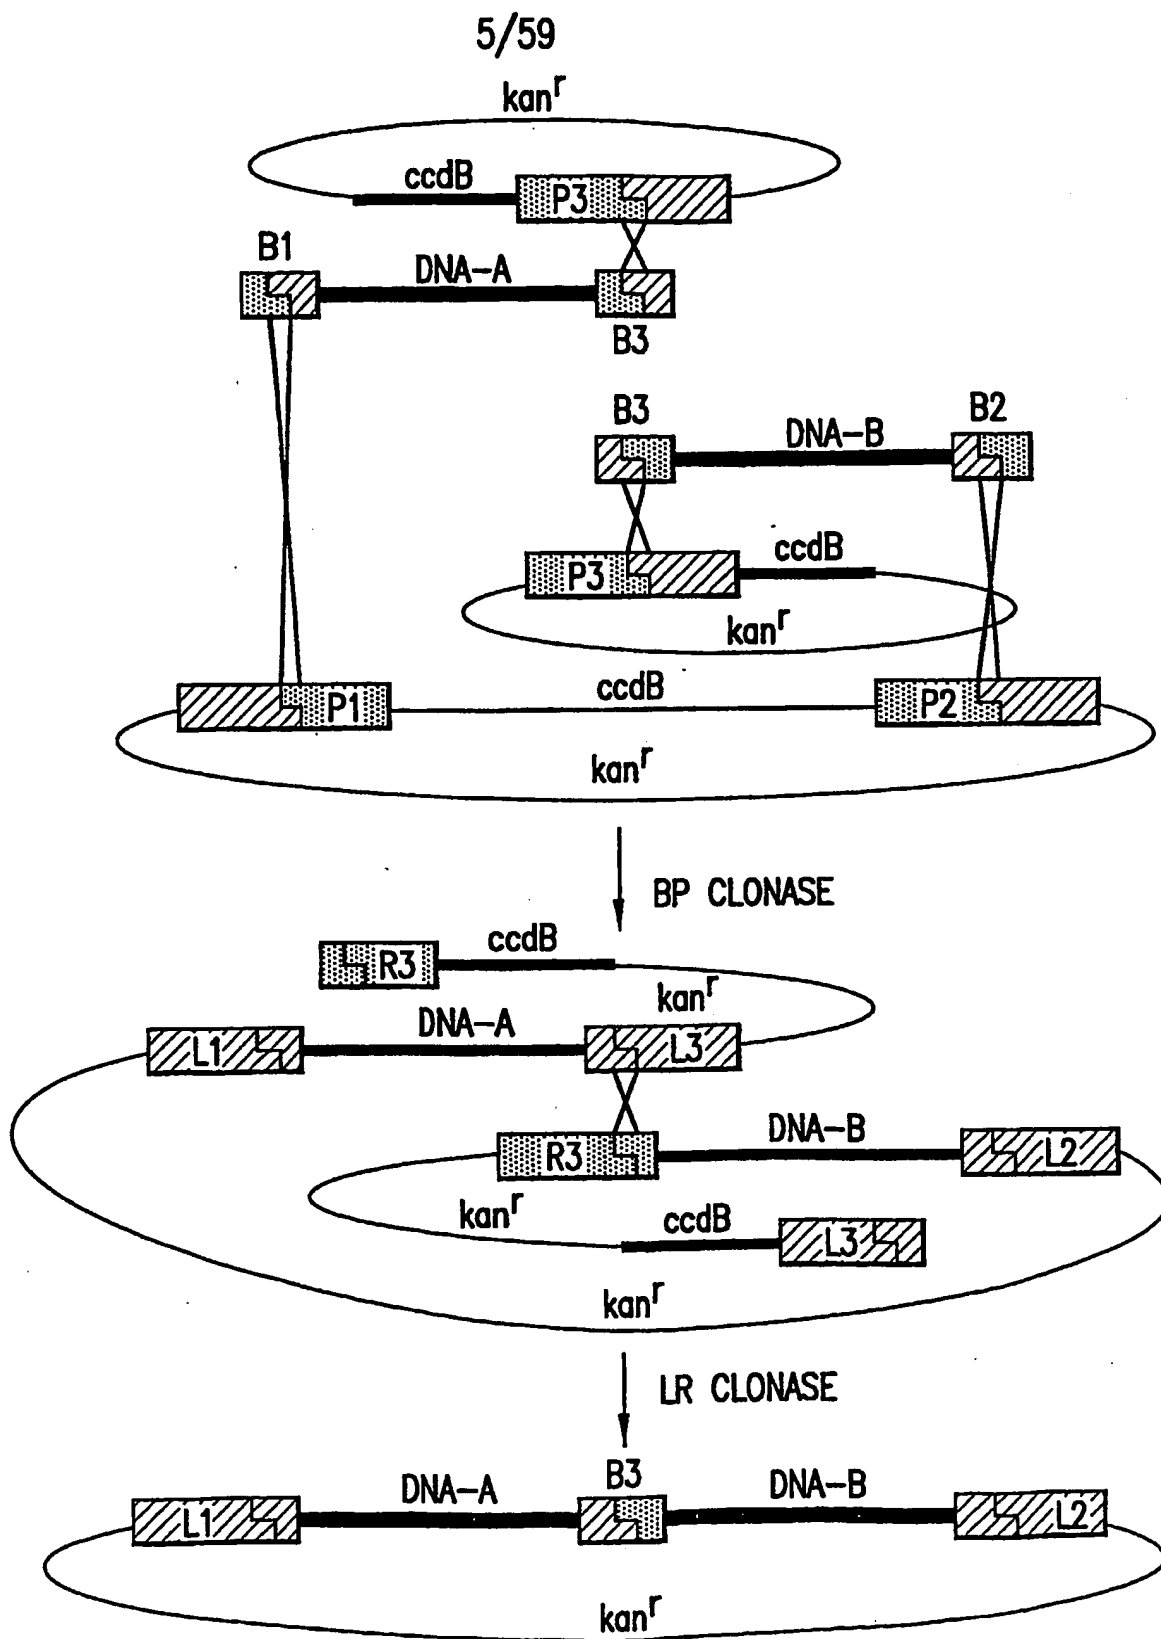 5/59
kanr
ccdB
P3
B1
DNA-A
B3
B3
DNA-B
B2
P3
ccdB
kanr
P1
ccdB
P2
kanr
BP CLONASE
R3
ccdB
kanr
L1
DNA-A
L3
R3
DNA-B
L2
kanr
ccdB
L3
kanr
LR CLONASE
L1
DNA-A
B3
DNA-B
L2
kanr